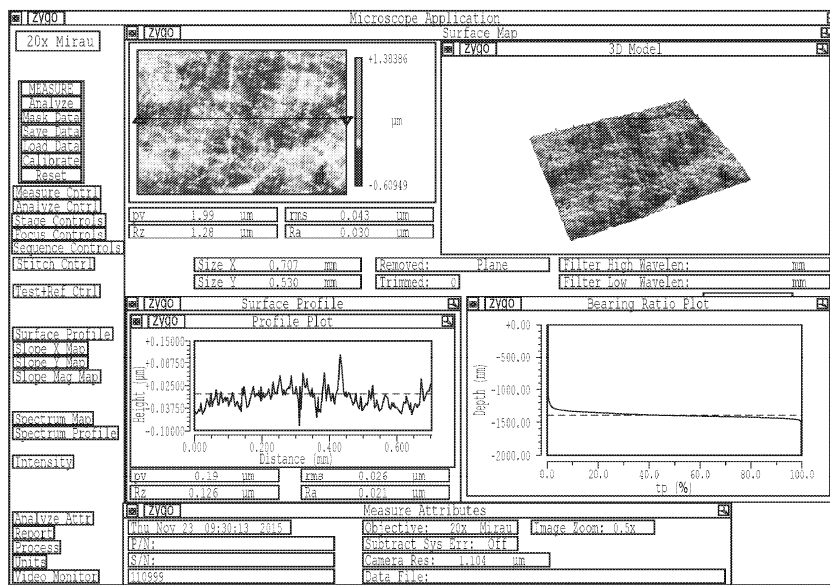 zygo Microscope Application
20x Mirau
MEASURE
Analyze
Mask Data
Save Data
Load Data
Calibrate
Reset
Measure Cntrl
Analyze Cntrl
Stage Controls
Focus Controls
Sequence Controls
Stitch Cntrl
Test+Ref Ctrl
Surface Profile
Slope X Map
Slope Y Map
Slope Mag Map
Spectrum Map
Spectrum Profile
Intensity
Analyze Attr
Report
Process
Units
Video Monitor
zygo Surface Map
+1.38386
µm
-0.60949
pv 1.99 µm rms 0.043 µm
Rz 1.28 µm Ra 0.030 µm
zygo 3D Model
Size X 0.707 mm Removed: Plane Filter High Wavelen: mm
Size Y 0.530 mm Trimmed: 0 Filter Low Wavelen: mm
zygo Surface Profile
zygo Profile Plot
Height (µm)
+0.15000
+0.08750
+0.02500
-0.03750
-0.10000
0.000 0.200 0.400 0.600
Distance (mm)
pv 0.19 µm rms 0.026 µm
Rz 0.126 µm Ra 0.021 µm
zygo Bearing Ratio Plot
Depth (nm)
+0.00
-500.00
-1000.00
-1500.00
-2000.00
0.0 20.0 40.0 60.0 80.0 100.0
tp (%)
zygo Measure Attributes
Thu Nov 23 09:30:13 2015 Objective: 20x Mirau Image Zoom: 0.5x
P/N: Subtract Sys Err: Off
S/N: Camera Res: 1.104 µm
110999 Data File: